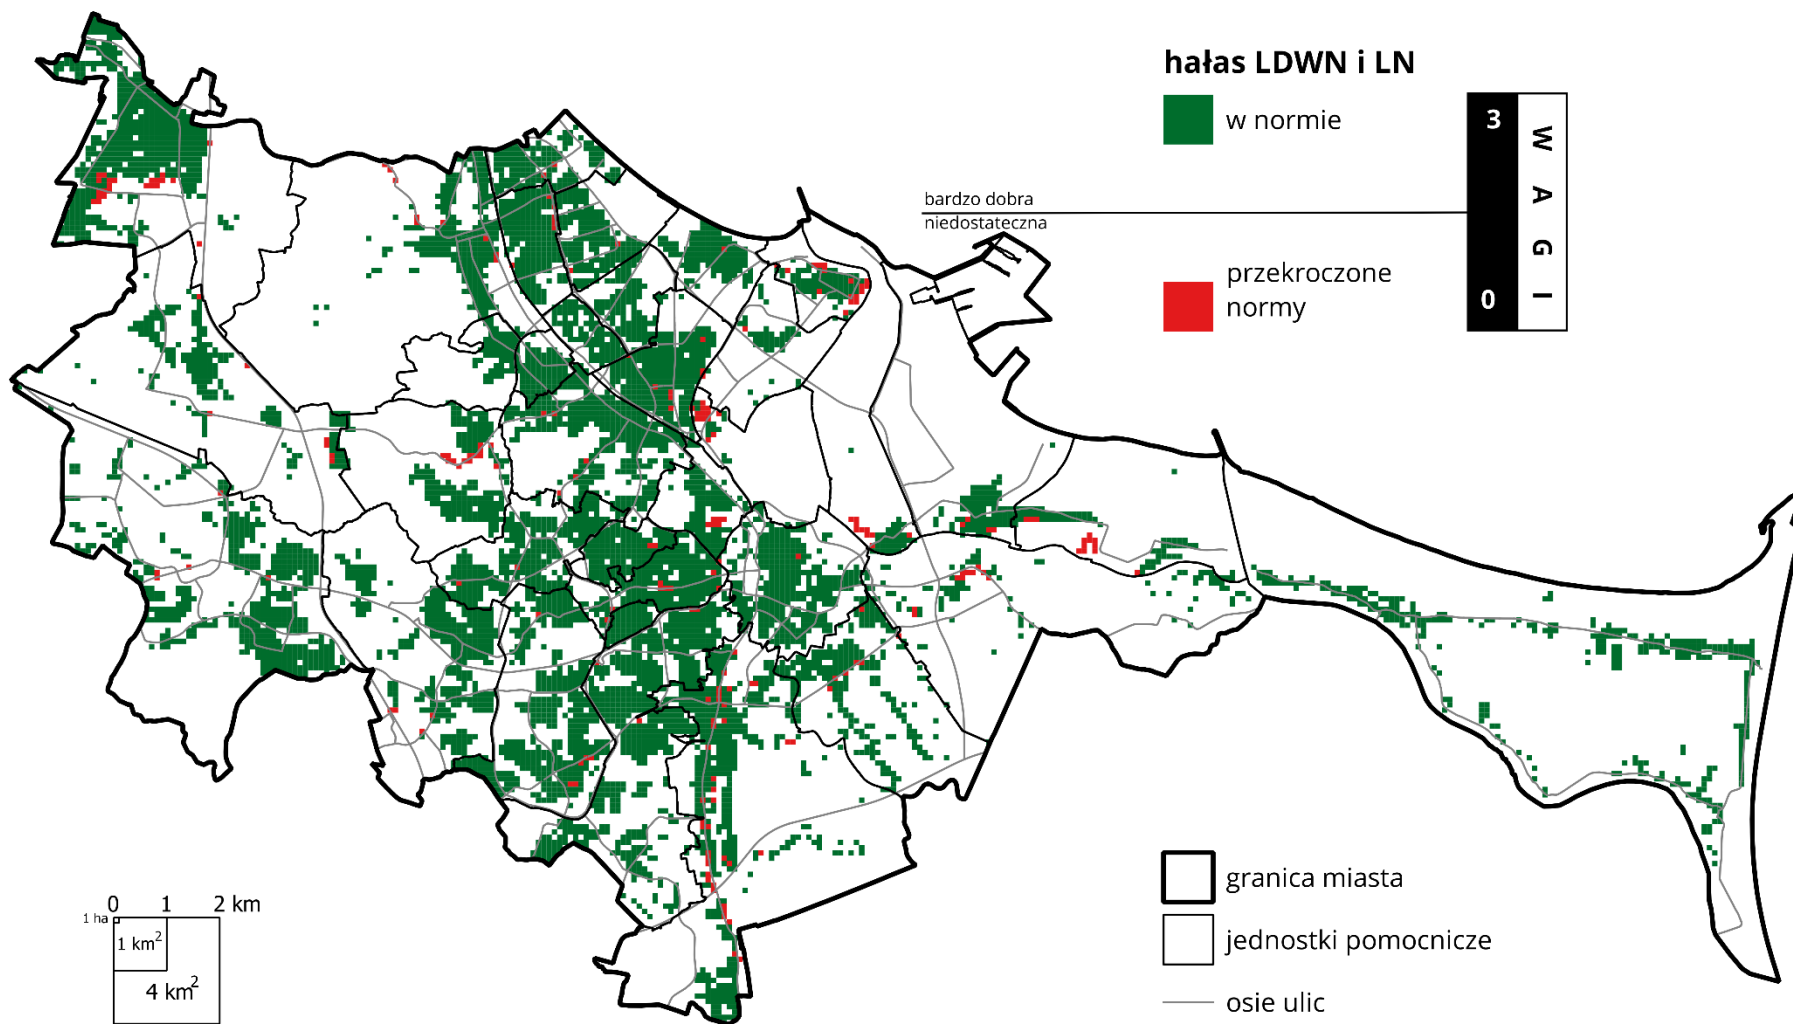 hałas LDWN i LN
w normie
bardzo dobra
niedostateczna
przekroczone
normy
3
0
W A G I
granica miasta
jednostki pomocnicze
osie ulic
0 1 2 km
1 ha
1 km²
4 km²